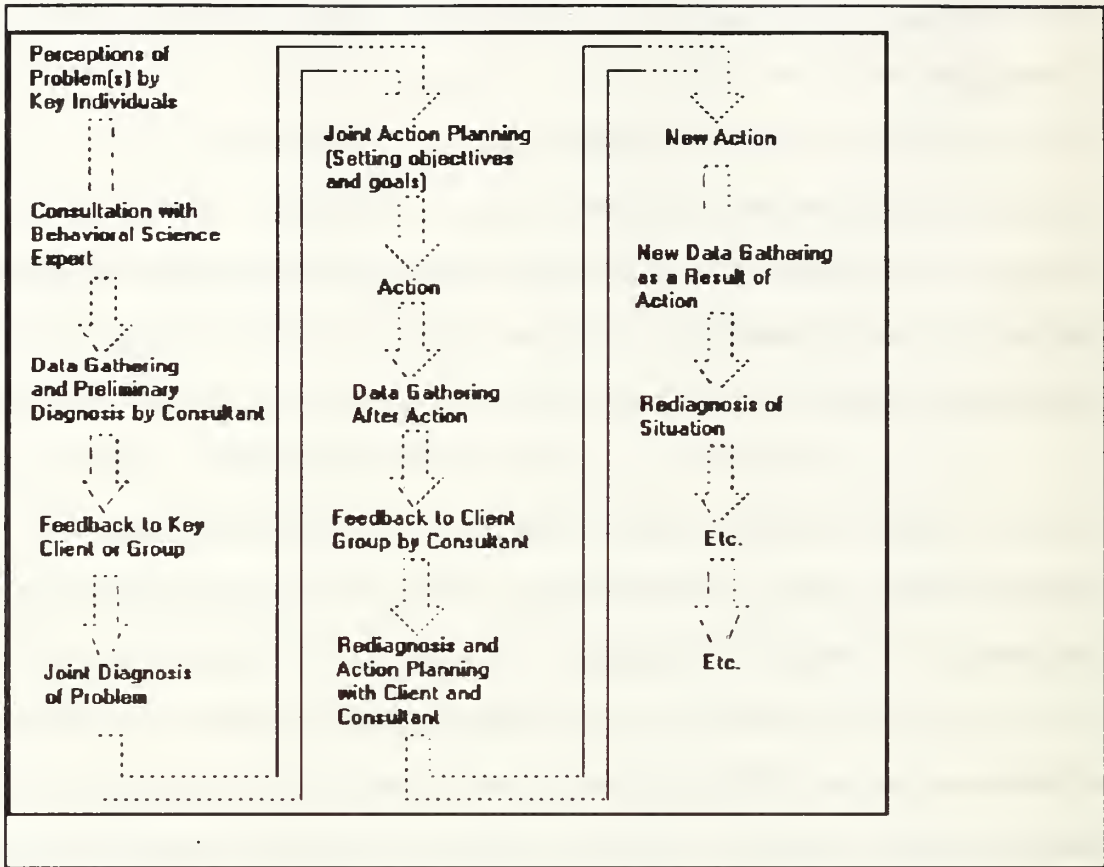 Perceptions of
Problem(s) by
Key Individuals
Consultation with
Behavioral Science
Expert
Data Gathering
and Preliminary
Diagnosis by Consultant
Feedback to Key
Client or Group
Joint Diagnosis
of Problem
Joint Action Planning
(Setting objecttives
and goals)
Action
Data Gathering
After Action
Feedback to Client
Group by Consultant
Rediagnosis and
Action Planning
with Client and
Consultant
New Action
New Data Gathering
as a Result of
Action
Rediagnosis of
Situation
Etc.
Etc.